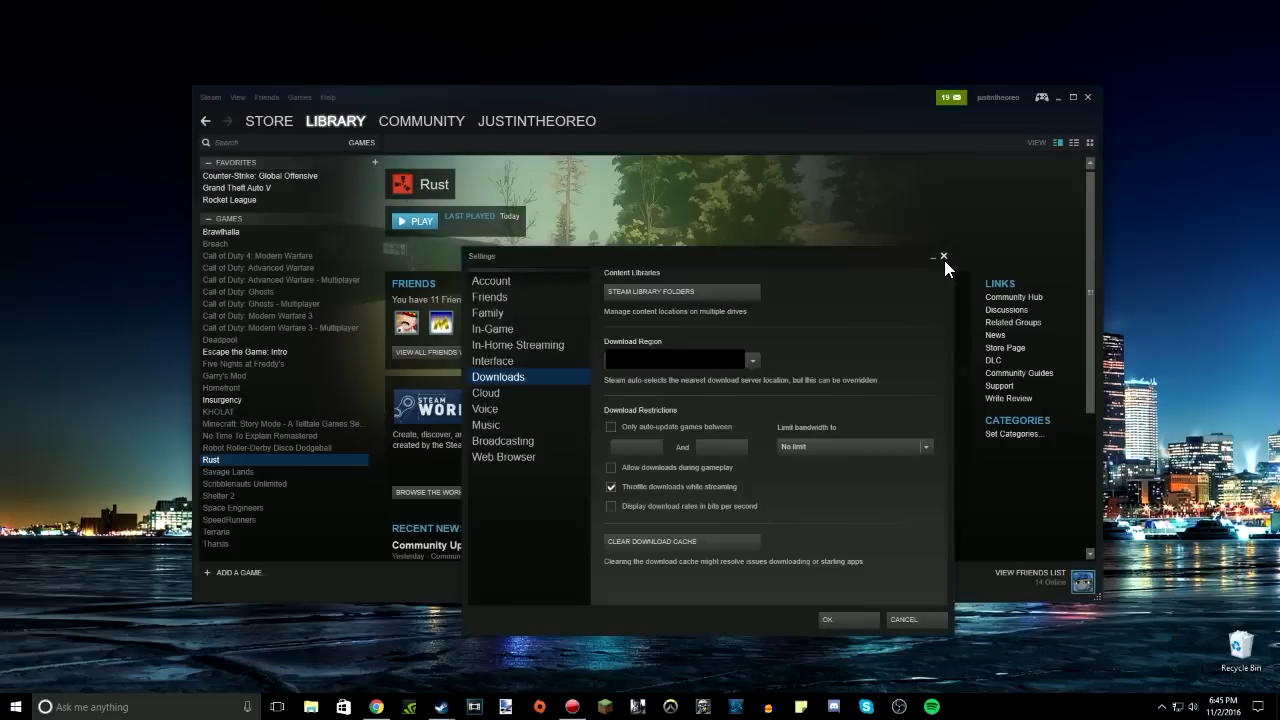 Steam View Friends Games Help
19
justintheoreo
STORE LIBRARY COMMUNITY JUSTINTHEOREO
Search
GAMES
VIEW
FAVORITES
Counter-Strike: Global Offensive
Grand Theft Auto V
Rocket League
GAMES
Brawlhalla
Breach
Call of Duty 4: Modern Warfare
Call of Duty: Advanced Warfare
Call of Duty: Advanced Warfare - Multiplayer
Call of Duty: Ghosts
Call of Duty: Ghosts - Multiplayer
Call of Duty: Modern Warfare 3
Call of Duty: Modern Warfare 3 - Multiplayer
Deadpool
Escape the Game: Intro
Five Nights at Freddy's
Garry's Mod
Homefront
Insurgency
KHOLAT
Minecraft: Story Mode - A Telltale Games Se...
No Time To Explain Remastered
Robot Roller-Derby Disco Dodgeball
Rust
Savage Lands
Scribblenauts Unlimited
Shelter 2
Space Engineers
SpeedRunners
Terraria
Tharsis
+ ADD A GAME...
Rust
PLAY
LAST PLAYED Today
FRIENDS
You have 11 Frien
VIEW ALL FRIENDS
STEAM
WOR
Create, discover, an
created by the Steam
BROWSE THE WOR
RECENT NEW
Community Up
Yesterday - Commun
Settings
Account
Friends
Family
In-Game
In-Home Streaming
Interface
Downloads
Cloud
Voice
Music
Broadcasting
Web Browser
Content Libraries
STEAM LIBRARY FOLDERS
Manage content locations on multiple drives
Download Region
Steam auto-selects the nearest download server location, but this can be overridden
Download Restrictions
Only auto-update games between
Limit bandwidth to
And
No limit
Allow downloads during gameplay
Throttle downloads while streaming
Display download rates in bits per second
CLEAR DOWNLOAD CACHE
Clearing the download cache might resolve issues downloading or starting apps
OK
CANCEL
LINKS
Community Hub
Discussions
Related Groups
News
Store Page
DLC
Community Guides
Support
Write Review
CATEGORIES
Set Categories...
VIEW FRIENDS LIST
14 Online
Recycle Bin
Ask me anything
6:45 PM
11/2/2016